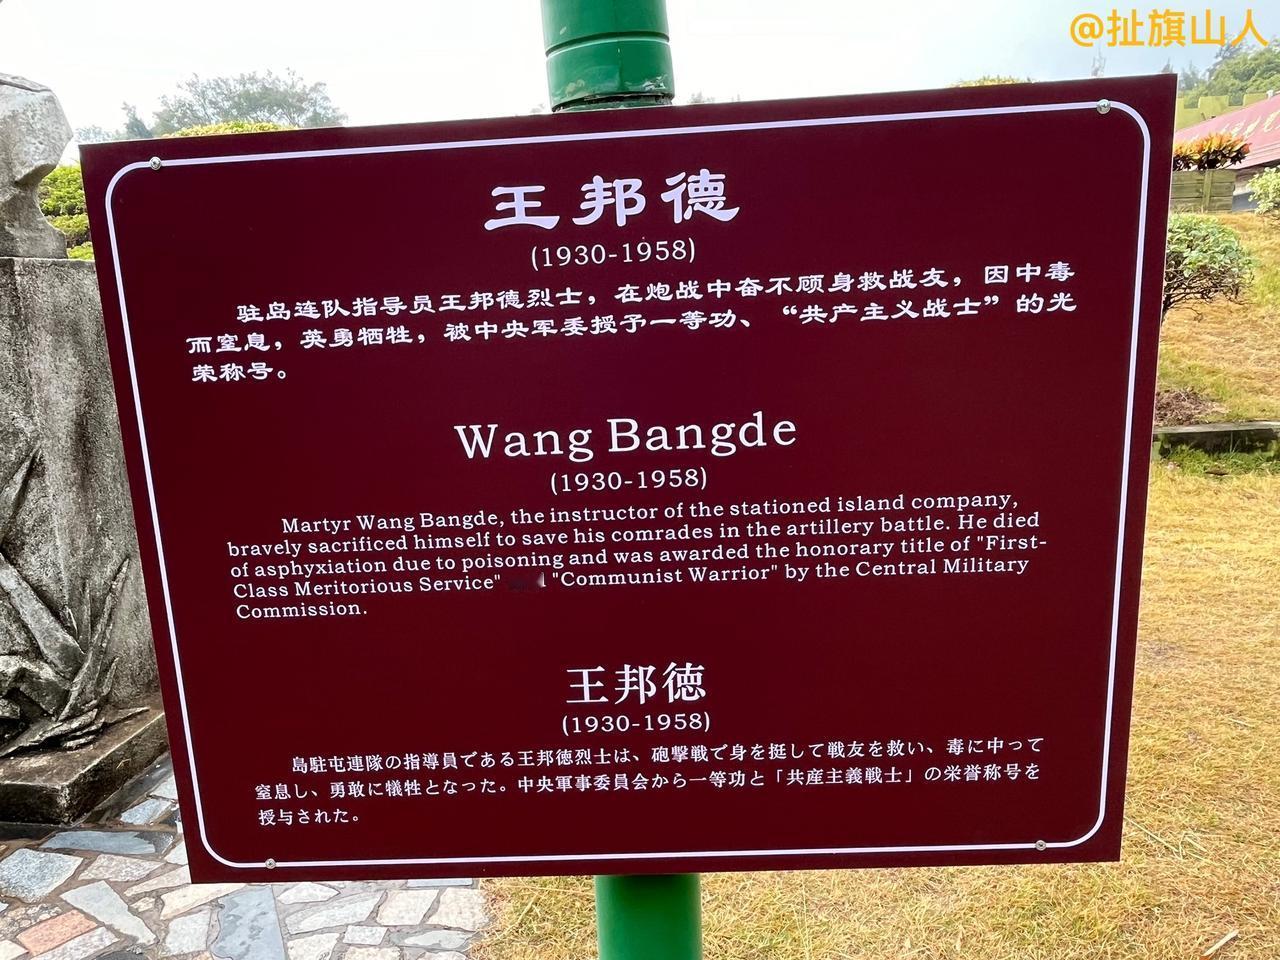 @扯旗山人
王邦德
(1930-1958)
驻岛连队指导员王邦德烈士，在炮战中奋不顾身救战友，因中毒
而窒息，英勇牺牲，被中央军委授予一等功、“共产主义战士”的光
荣称号。
Wang Bangde
(1930-1958)
Martyr Wang Bangde, the instructor of the stationed island company,
bravely sacrificed himself to save his comrades in the artillery battle. He died
of asphyxiation due to poisoning and was awarded the honorary title of "First-
Class Meritorious Service" "Communist Warrior" by the Central Military
Commission.
王邦徳
(1930-1958)
島駐屯連隊の指導員である王邦徳烈士は、砲撃戦で身を挺して戦友を救い、毒に中って
窒息し、勇敢に犠牲となった。中央軍事委員会から一等功と「共産主義戦士」の栄誉称号を
授与された。